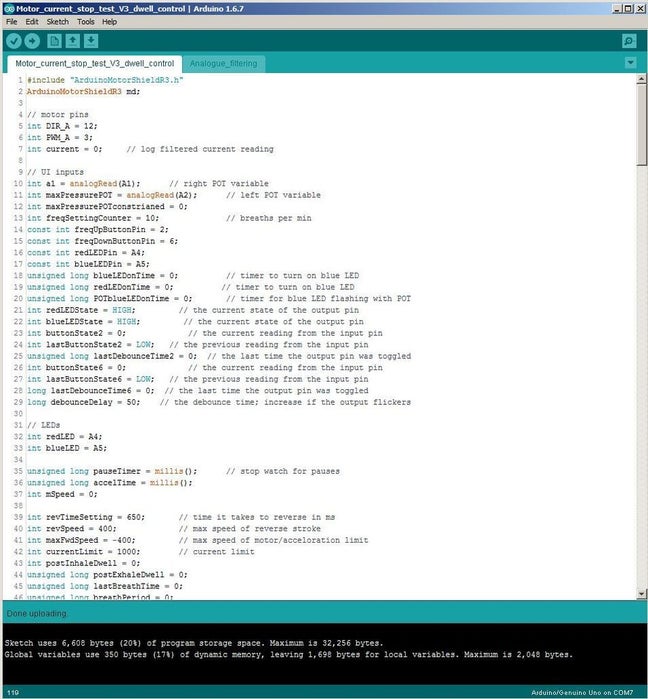 Motor_current_stop_test_V3_dwell_control | Arduino 1.6.7
File Edit Sketch Tools Help
Motor_current_stop_test_V3_dwell_control Analogue_filtering
1 #include "ArduinoMotorShieldR3.h"
2 ArduinoMotorShieldR3 md;
3
4 // motor pins
5 int DIR_A = 12;
6 int PWM_A = 3;
7 int current = 0; // log filtered current reading
8
9 // UI inputs
10 int a1 = analogRead(A1); // right POT variable
11 int maxPressurePOT = analogRead(A2); // left POT variable
12 int maxPressurePOTconstrianed = 0;
13 int freqSettingCounter = 10; // breaths per min
14 const int freqUpButtonPin = 2;
15 const int freqDownButtonPin = 6;
16 const int redLEDPin = A4;
17 const int blueLEDPin = A5;
18 unsigned long blueLEDonTime = 0; // timer to turn on blue LED
19 unsigned long redLEDonTime = 0; // timer to turn on blue LED
20 unsigned long POTblueLEDonTime = 0; // timer for blue LED flashing with POT
21 int redLEDState = HIGH; // the current state of the output pin
22 int blueLEDState = HIGH; // the current state of the output pin
23 int buttonState2 = 0; // the current reading from the input pin
24 int lastButtonState2 = LOW; // the previous reading from the input pin
25 unsigned long lastDebounceTime2 = 0; // the last time the output pin was toggled
26 int buttonState6 = 0; // the current reading from the input pin
27 int lastButtonState6 = LOW; // the previous reading from the input pin
28 long lastDebounceTime6 = 0; // the last time the output pin was toggled
29 long debounceDelay = 50; // the debounce time; increase if the output flickers
30
31 // LEDs
32 int redLED = A4;
33 int blueLED = A5;
34
35 unsigned long pauseTimer = millis(); // stop watch for pauses
36 unsigned long accelTime = millis();
37 int mSpeed = 0;
38
39 int revTimeSetting = 650; // time it takes to reverse in ms
40 int revSpeed = 400; // max speed of reverse stroke
41 int maxFwdSpeed = -400; // max speed of motor/acceloration limit
42 int currentLimit = 1000; // current limit
43 int postInhaleDwell = 0;
44 unsigned long postExhaleDwell = 0;
45 unsigned long lastBreathTime = 0;
46 unsigned long breathPeriod = 0;
Done uploading.
Sketch uses 6,608 bytes (20%) of program storage space. Maximum is 32,256 bytes.
Global variables use 350 bytes (17%) of dynamic memory, leaving 1,698 bytes for local variables. Maximum is 2,048 bytes.
119 Arduino/Genuino Uno on COM7